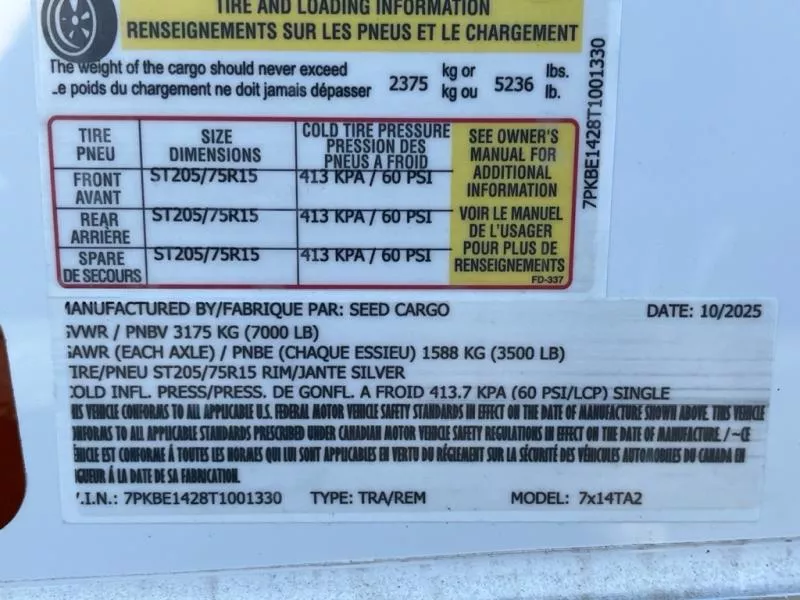 TIRE AND LOADING INFORMATION
RENSEIGNEMENTS SUR LES PNEUS ET LE CHARGEMENT
The weight of the cargo should never exceed
.e poids du chargement ne doit jamais dépasser
2375 kg or kg ou 5236 lbs. lb.
TIRE PNEU
SIZE DIMENSIONS
COLD TIRE PRESSURE PRESSION DES PNEUS A FROID
FRONT AVANT ST205/75R15 413 KPA / 60 PSI
REAR ARRIÈRE ST205/75R15 413 KPA / 60 PSI
SPARE DE SECOURS ST205/75R15 413 KPA / 60 PSI
SEE OWNER'S
MANUAL FOR
ADDITIONAL
INFORMATION
VOIR LE MANUEL
DE L'USAGER
POUR PLUS DE
RENSEIGNEMENTS
FD-337
7PKBE1428T1001330
MANUFACTURED BY/FABRIQUE PAR: SEED CARGO DATE: 10/2025
GVWR / PNBV 3175 KG (7000 LB)
GAWR (EACH AXLE) / PNBE (CHAQUE ESSIEU) 1588 KG (3500 LB)
TIRE/PNEU ST205/75R15 RIM/JANTE SILVER
COLD INFL. PRESS/PRESS. DE GONFL. A FROID 413.7 KPA (60 PSI/LCP) SINGLE
HIS VEHICLE CONFORMS TO ALL APPLICABLE U.S. FEDERAL MOTOR VEHICLE SAFETY STANDARDS IN EFFECT ON THE DATE OF MANUFACTURE SHOWN ABOVE. THIS VEHICLE
NFORMS TO ALL APPLICABLE STANDARDS PRESCRIBED UNDER CANADIAN MOTOR VEHICLE SAFETY REGULATIONS IN EFFECT ON THE DATE OF MANUFACTURE. / ~CE
ÉHICLE EST CONFORME À TOUTES LES NORMES QUI LUI SONT APPLICABLES EN VERTU DU RÉGLEMENT SUR LA SÉCURITÉ DES VÉHICULES AUTOMOBILES DU CANADA EN
IGUEUR À LA DATE DE SA FABRICATION.
.I.N.: 7PKBE1428T1001330 TYPE: TRA/REM MODEL: 7x14TA2